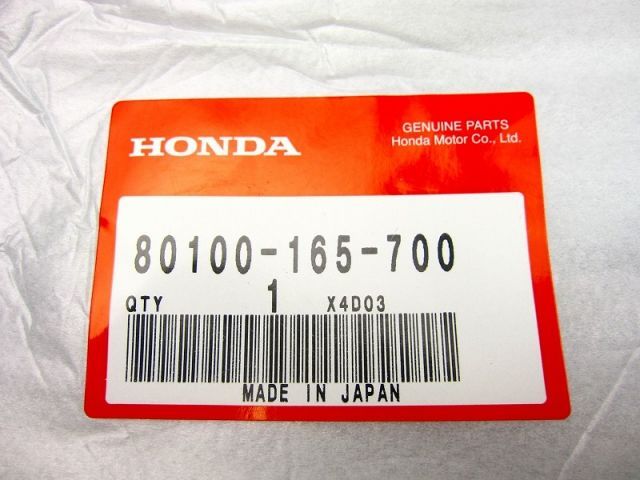 HONDA
GENUINE PARTS
Honda Motor Co., Ltd.
80100-165-700
QTY 1 X4D03
MADE IN JAPAN